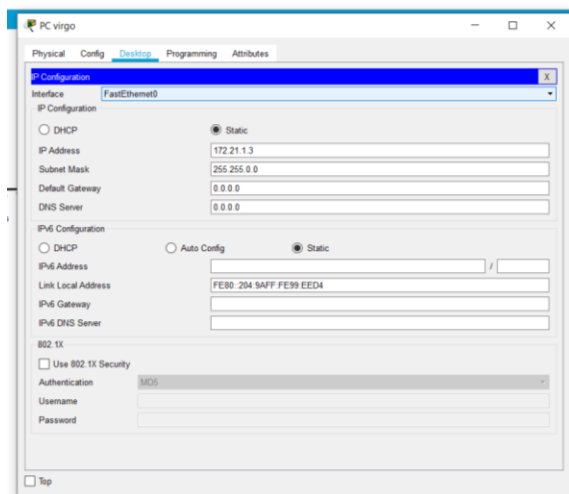 PC virgo
Physical Config Desktop Programming Attributes
IP Configuration X
Interface FastEthernet0
IP Configuration
DHCP Static
IP Address 172.21.1.3
Subnet Mask 255.255.0.0
Default Gateway 0.0.0.0
DNS Server 0.0.0.0
IPv6 Configuration
DHCP Auto Config Static
IPv6 Address /
Link Local Address FE80::204:9AFF:FE99:EED4
IPv6 Gateway
IPv6 DNS Server
802.1X
Use 802.1X Security
Authentication MD5
Username
Password
Top